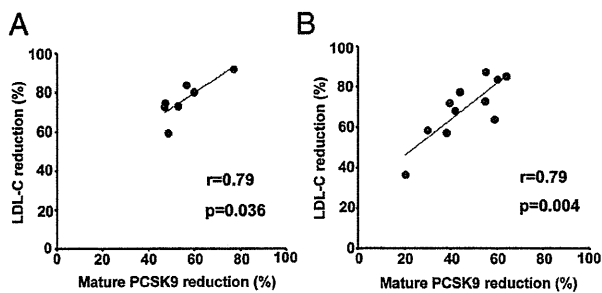 A
LDL-C reduction (%)
100
80
60
40
20
0
r=0.79
p=0.036
0 20 40 60 80 100
Mature PCSK9 reduction (%)
B
LDL-C reduction (%)
100
80
60
40
20
0
r=0.79
p=0.004
0 20 40 60 80 100
Mature PCSK9 reduction (%)